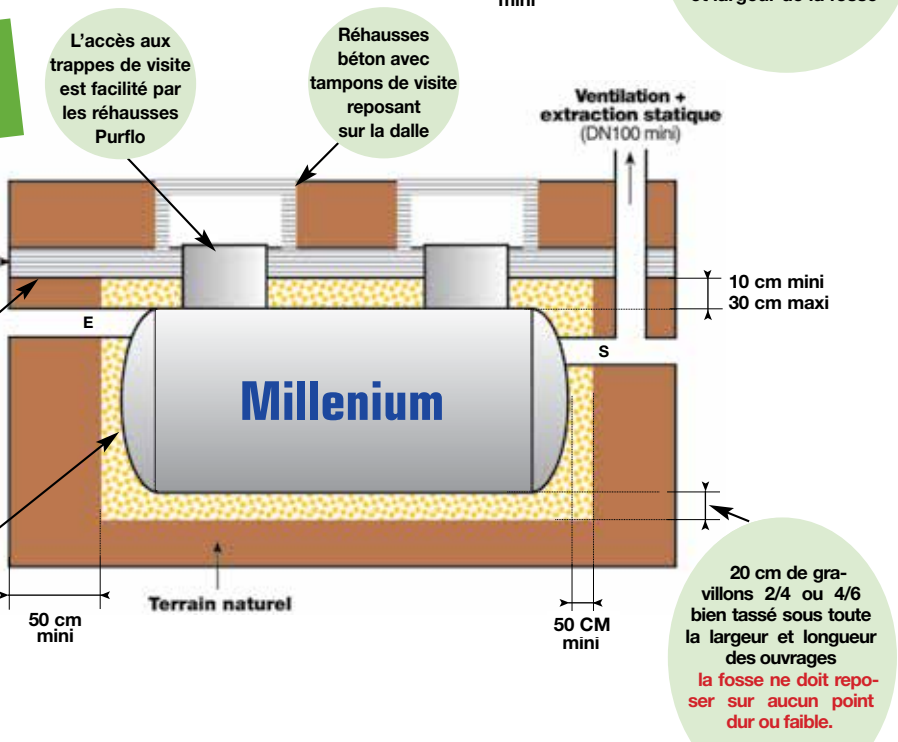 mini
et largeur de la fosse
L'accès aux
trappes de visite
est facilité par
les réhausses
Purflo
Réhausses
béton avec
tampons de visite
reposant
sur la dalle
Ventilation +
extraction statique
(DN100 mini)
10 cm mini
30 cm maxi
E
S
Millenium
Terrain naturel
50 cm
mini
50 CM
mini
20 cm de gra-
villons 2/4 ou 4/6
bien tassé sous toute
la largeur et longueur
des ouvrages
la fosse ne doit repo-
ser sur aucun point
dur ou faible.